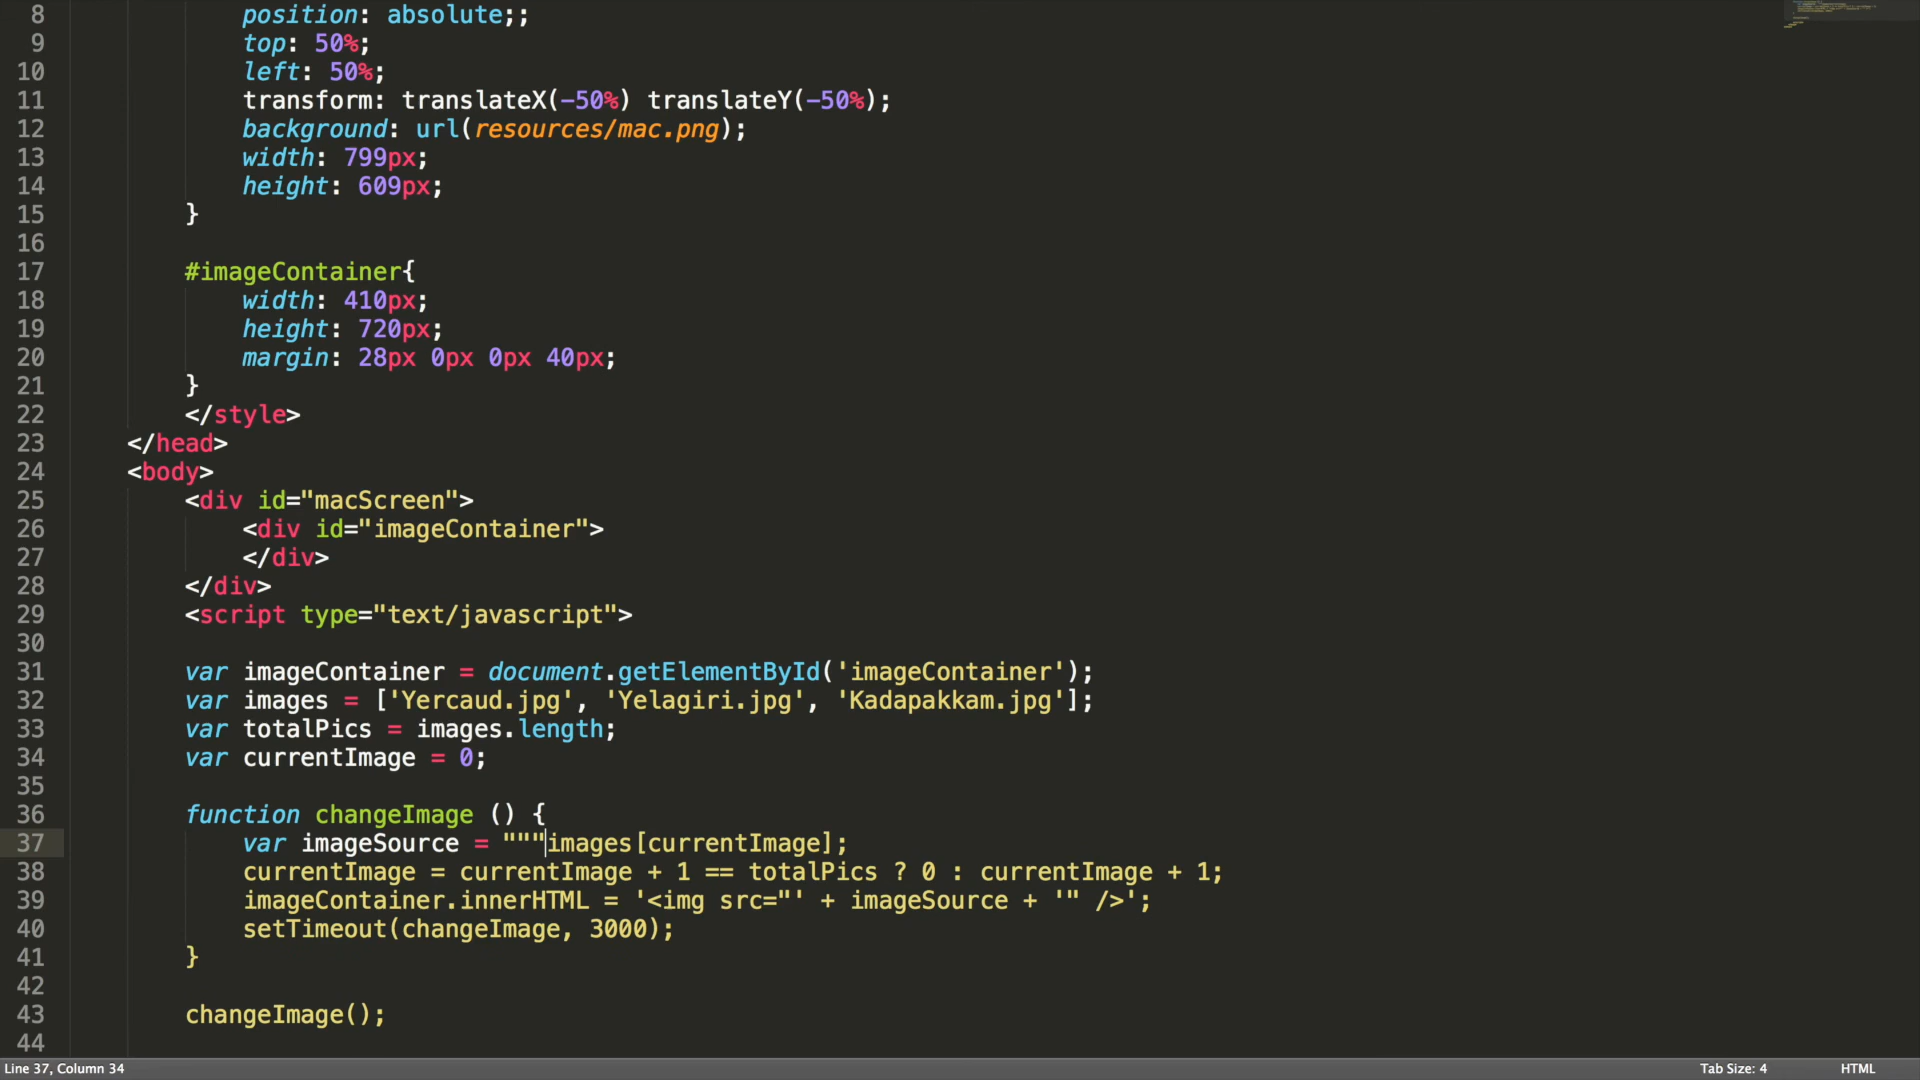 8 position: absolute;;
9 top: 50%;
10 left: 50%;
11 transform: translateX(-50%) translateY(-50%);
12 background: url(resources/mac.png);
13 width: 799px;
14 height: 609px;
15 }
16
17 #imageContainer{
18 width: 410px;
19 height: 720px;
20 margin: 28px 0px 0px 40px;
21 }
22 </style>
23 </head>
24 <body>
25 <div id="macScreen">
26 <div id="imageContainer">
27 </div>
28 </div>
29 <script type="text/javascript">
30
31 var imageContainer = document.getElementById('imageContainer');
32 var images = ['Yercaud.jpg', 'Yelagiri.jpg', 'Kadapakkam.jpg'];
33 var totalPics = images.length;
34 var currentImage = 0;
35
36 function changeImage () {
37 var imageSource = """images[currentImage];
38 currentImage = currentImage + 1 == totalPics ? 0 : currentImage + 1;
39 imageContainer.innerHTML = '<img src="' + imageSource + '" />';
40 setTimeout(changeImage, 3000);
41 }
42
43 changeImage();
44
Line 37, Column 34 Tab Size: 4 HTML